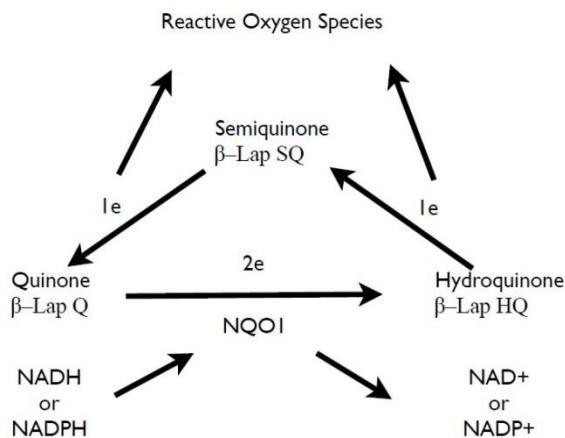 Reactive Oxygen Species
Semiquinone
β–Lap SQ
1e
1e
2e
Quinone
β–Lap Q
Hydroquinone
β–Lap HQ
NQO1
NADH
or
NADPH
NAD+
or
NADP+